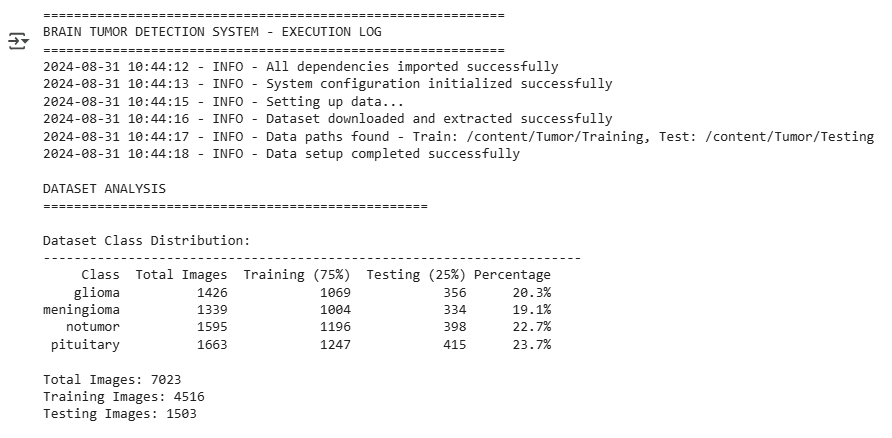 ============================================================
BRAIN TUMOR DETECTION SYSTEM - EXECUTION LOG
============================================================
2024-08-31 10:44:12 - INFO - All dependencies imported successfully
2024-08-31 10:44:13 - INFO - System configuration initialized successfully
2024-08-31 10:44:15 - INFO - Setting up data...
2024-08-31 10:44:16 - INFO - Dataset downloaded and extracted successfully
2024-08-31 10:44:17 - INFO - Data paths found - Train: /content/Tumor/Training, Test: /content/Tumor/Testing
2024-08-31 10:44:18 - INFO - Data setup completed successfully

DATASET ANALYSIS
==================================================

Dataset Class Distribution:
----------------------------------------------------------------------
     Class  Total Images  Training (75%)  Testing (25%) Percentage
    glioma          1426            1069            356      20.3%
meningioma          1339            1004            334      19.1%
   notumor          1595            1196            398      22.7%
 pituitary          1663            1247            415      23.7%

Total Images: 7023
Training Images: 4516
Testing Images: 1503